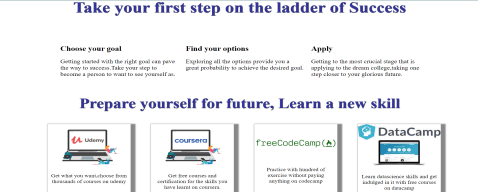 Take your first step on the ladder of Success
Choose your goal
Getting started with the right goal can pave
the way to success.Take your step to
become a person to want to see yourself as.
Find your options
Exploring all the options provide you a
great probability to achieve the desired goal.
Apply
Getting to the most crucial stage that is
applying to the dream college,taking one
step closer to your glorious future.
Prepare yourself for future, Learn a new skill
Udemy
Get what you want,choose from
thousands of courses on udemy
coursera
Get free courses and
certification for the skills you
have learnt on coursera.
freeCodeCamp
Practice with hundred of
exercise without paying
anything on codecamp
DataCamp
Learn datascience skills and get
indulged in it with free courses
on datacamp